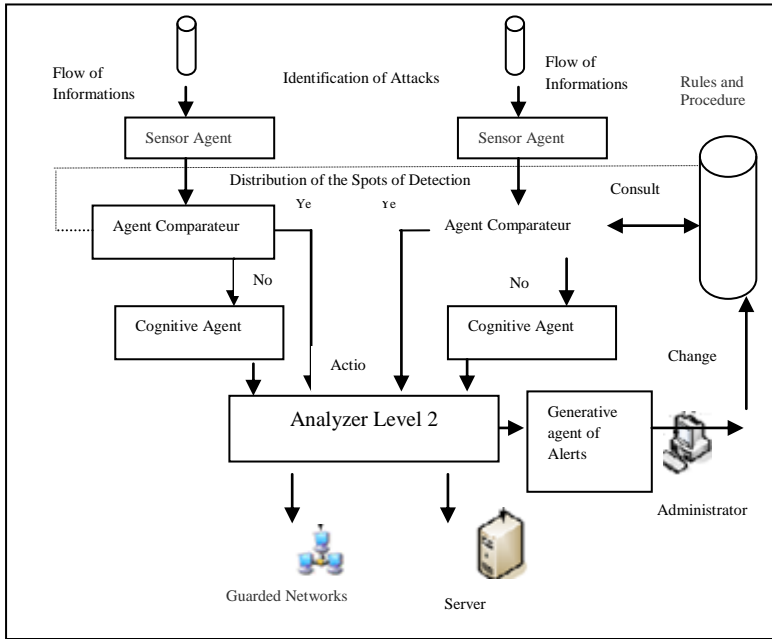 Flow of
Informations
Identification of Attacks
Flow of
Informations
Rules and
Procedure
Sensor Agent
Sensor Agent
Distribution of the Spots of Detection
Consult
Ye
Ye
Agent Comparateur
Agent Comparateur
No
No
Cognitive Agent
Cognitive Agent
Change
Actio
Analyzer Level 2
Generative
agent of
Alerts
Administrator
Guarded Networks
Server